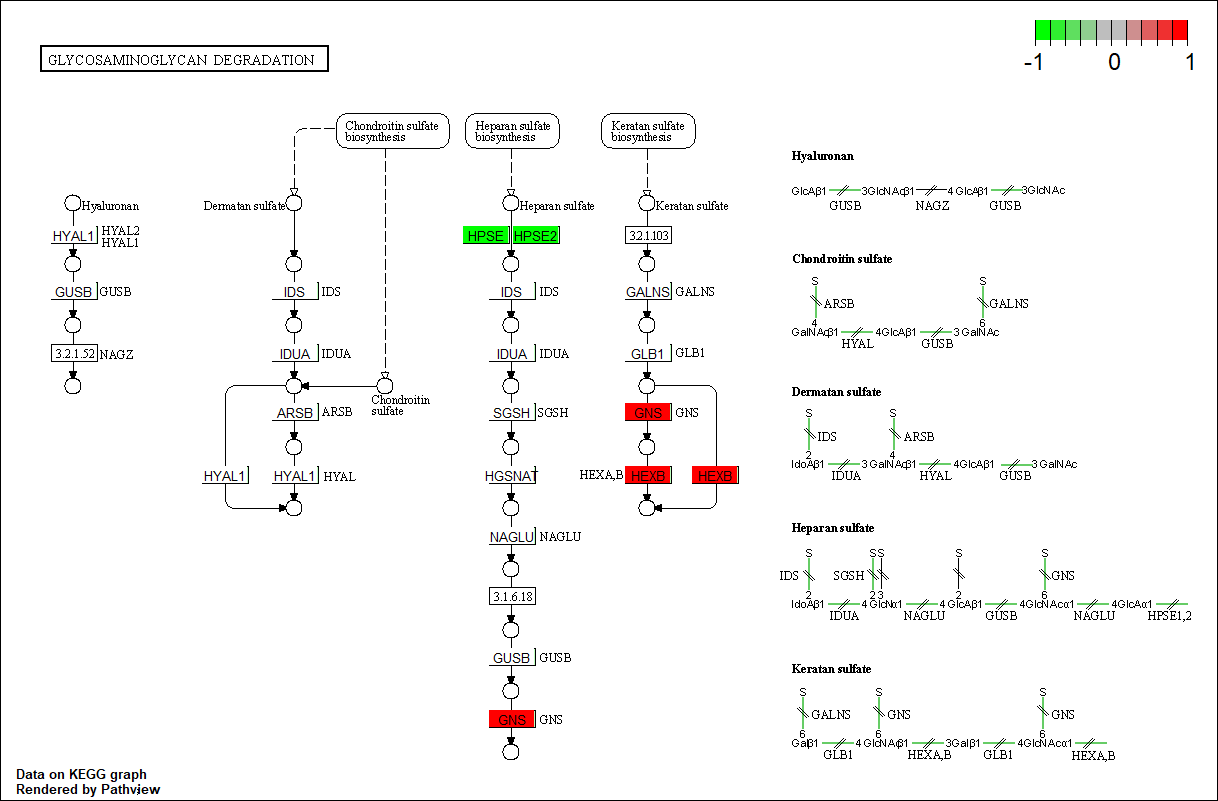 GLYCOSAMINOGLYCAN DEGRADATION
-1 0 1
Chondroitin sulfate
biosynthesis
Heparan sulfate
biosynthesis
Keratan sulfate
biosynthesis
Hyaluronan
Dermatan sulfate
Heparan sulfate
Keratan sulfate
HYAL1
HYAL2
HYAL1
HPSE
HPSE2
3.2.1.103
GUSB
GUSB
IDS
IDS
IDS
IDS
GALNS
GALNS
3.2.1.52
NAGZ
IDUA
IDUA
IDUA
IDUA
GLB1
GLB1
Chondroitin
sulfate
ARSB
ARSB
SGSH
SGSH
GNS
GNS
HYAL1
HYAL1
HYAL
HGSNAT
HEXA,B
HEXB
HEXB
NAGLU
NAGLU
3.1.6.18
GUSB
GUSB
GNS
GNS
Hyaluronan
GlcAβ1 3GlcNAcβ1 4 GlcAβ1 3GlcNAc
GUSB NAGZ GUSB
Chondroitin sulfate
S S
ARSB GALNS
4 6
GalNAcβ1 4GlcAβ1 3 GalNAc
HYAL GUSB
Dermatan sulfate
S S
IDS ARSB
2 4
IdoAβ1 3 GalNAcβ1 4GlcAβ1 3 GalNAc
IDUA HYAL GUSB
Heparan sulfate
S S S S S
IDS SGSH GNS
2 2 3 2 6
IdoAβ1 4 GlcNα1 4 GlcAβ1 4GlcNAcα1 4GlcAα1
IDUA NAGLU GUSB NAGLU HPSE1,2
Keratan sulfate
S S S
GALNS GNS GNS
6 6 6
Galβ1 4 GlcNAcβ1 3Galβ1 4GlcNAcα1
GLB1 HEXA,B GLB1 HEXA,B
Data on KEGG graph
Rendered by Pathview